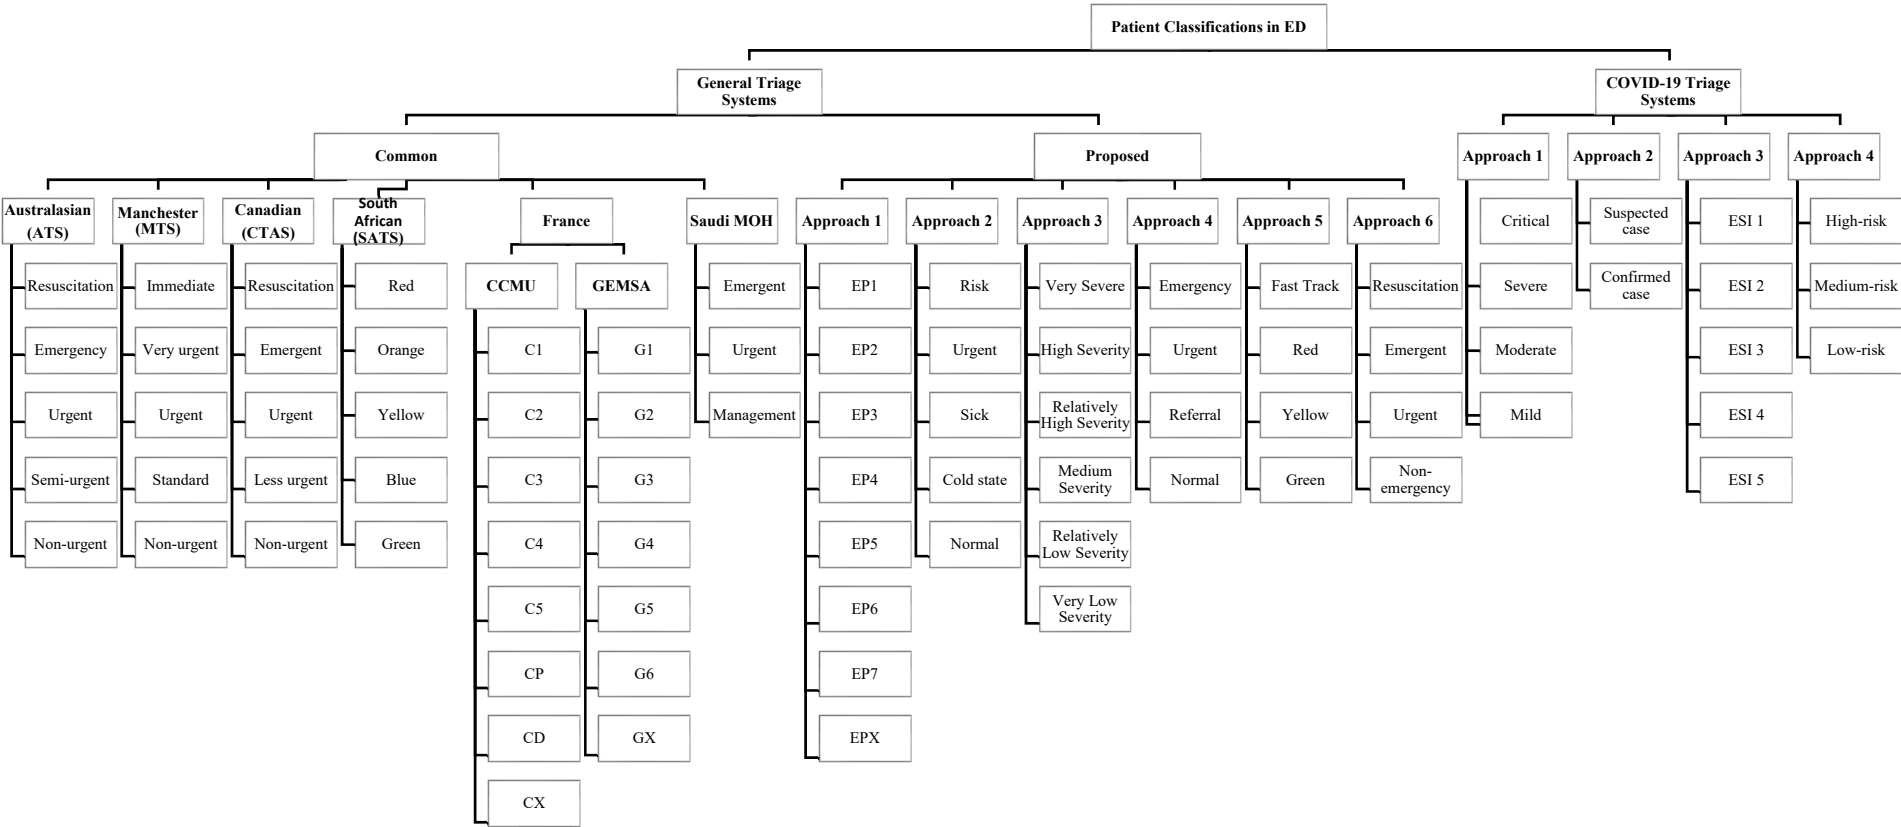 Patient Classifications in ED
General Triage
Systems
COVID-19 Triage
Systems
Common
Proposed
Approach 1
Approach 2
Approach 3
Approach 4
Australasian
(ATS)
Manchester
(MTS)
Canadian
(CTAS)
South
African
(SATS)
France
Saudi MOH
Approach 1
Approach 2
Approach 3
Approach 4
Approach 5
Approach 6
Resuscitation
Emergency
Urgent
Semi-urgent
Non-urgent
Immediate
Very urgent
Urgent
Standard
Non-urgent
Resuscitation
Emergent
Urgent
Less urgent
Non-urgent
Red
Orange
Yellow
Blue
Green
CCMU
GEMSA
C1
C2
C3
C4
C5
CP
CD
CX
G1
G2
G3
G4
G5
G6
GX
Emergent
Urgent
Management
EP1
EP2
EP3
EP4
EP5
EP6
EP7
EPX
Risk
Urgent
Sick
Cold state
Normal
Very Severe
High Severity
Relatively
High Severity
Medium
Severity
Relatively
Low Severity
Very Low
Severity
Emergency
Urgent
Referral
Normal
Fast Track
Red
Yellow
Green
Resuscitation
Emergent
Urgent
Non-
emergency
Critical
Severe
Moderate
Mild
Suspected
case
Confirmed
case
ESI 1
ESI 2
ESI 3
ESI 4
ESI 5
High-risk
Medium-risk
Low-risk